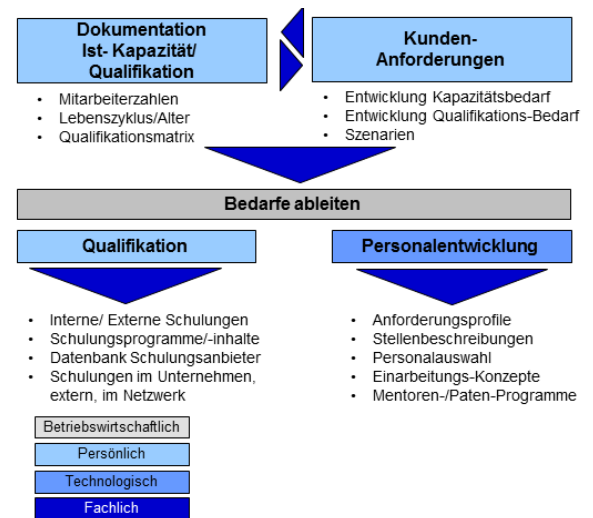 Dokumentation
Ist- Kapazität/
Qualifikation
• Mitarbeiterzahlen
• Lebenszyklus/Alter
• Qualifikationsmatrix
Kunden-
Anforderungen
• Entwicklung Kapazitätsbedarf
• Entwicklung Qualifikations-Bedarf
• Szenarien
Bedarfe ableiten
Qualifikation
• Interne/ Externe Schulungen
• Schulungsprogramme/-inhalte
• Datenbank Schulungsanbieter
• Schulungen im Unternehmen,
extern, im Netzwerk
Personalentwicklung
• Anforderungsprofile
• Stellenbeschreibungen
• Personalauswahl
• Einarbeitungs-Konzepte
• Mentoren-/Paten-Programme
Betriebswirtschaftlich
Persönlich
Technologisch
Fachlich